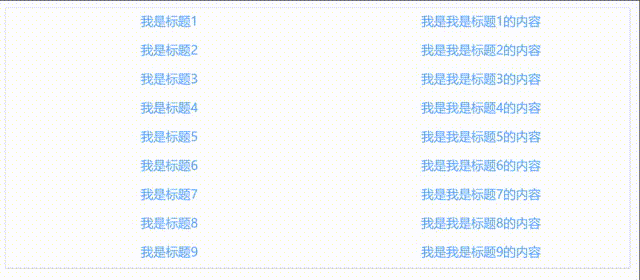 我是标题1 我是我是标题1的内容
我是标题2 我是我是标题2的内容
我是标题3 我是我是标题3的内容
我是标题4 我是我是标题4的内容
我是标题5 我是我是标题5的内容
我是标题6 我是我是标题6的内容
我是标题7 我是我是标题7的内容
我是标题8 我是我是标题8的内容
我是标题9 我是我是标题9的内容